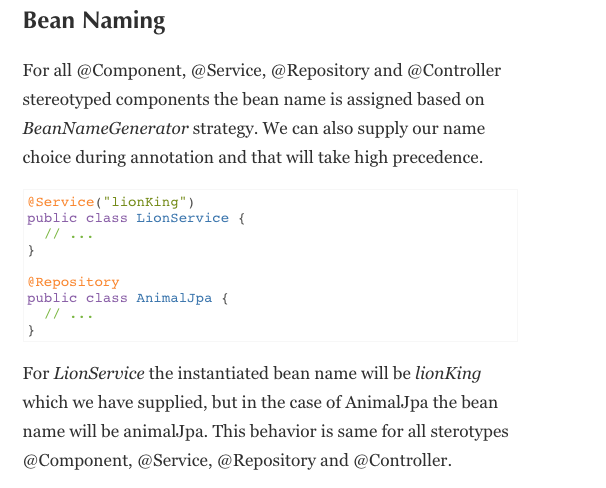 Bean Naming
For all @Component, @Service, @Repository and @Controller
stereotyped components the bean name is assigned based on
BeanNameGenerator strategy. We can also supply our name
choice during annotation and that will take high precedence.
@Service("lionKing")
public class LionService {
  // ...
}
@Repository
public class AnimalJpa {
  // ...
}
For LionService the instantiated bean name will be lionKing
which we have supplied, but in the case of AnimalJpa the bean
name will be animalJpa. This behavior is same for all sterotypes
@Component, @Service, @Repository and @Controller.